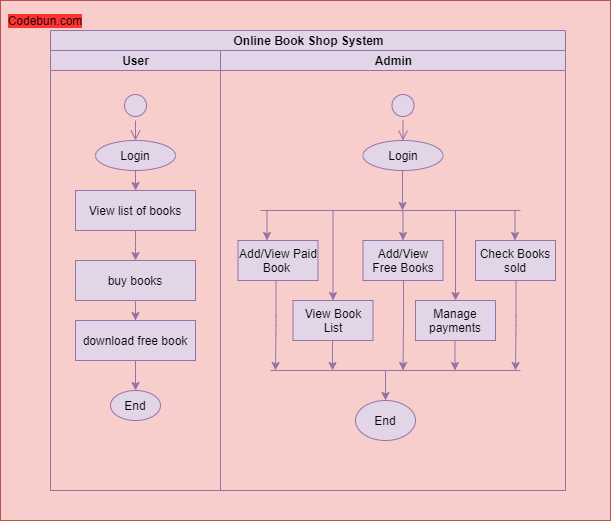 Codebun.com
Online Book Shop System
User
Admin
Login
View list of books
buy books
download free book
End
Login
Add/View Paid
Book
Add/View
Free Books
Check Books
sold
View Book
List
Manage
payments
End